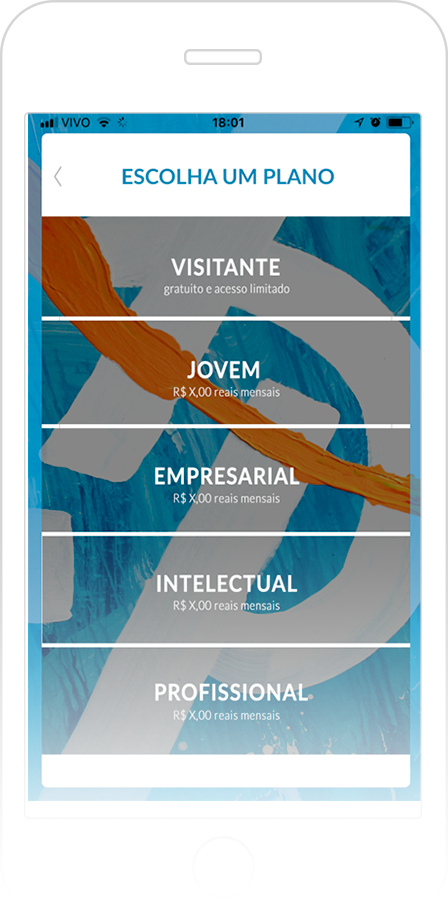 VIVO 18:01
ESCOLHA UM PLANO
VISITANTE
gratuito e acesso limitado
JOVEM
R$ X,00 reais mensais
EMPRESARIAL
R$ X,00 reais mensais
INTELECTUAL
R$ X,00 reais mensais
PROFISSIONAL
R$ X,00 reais mensais